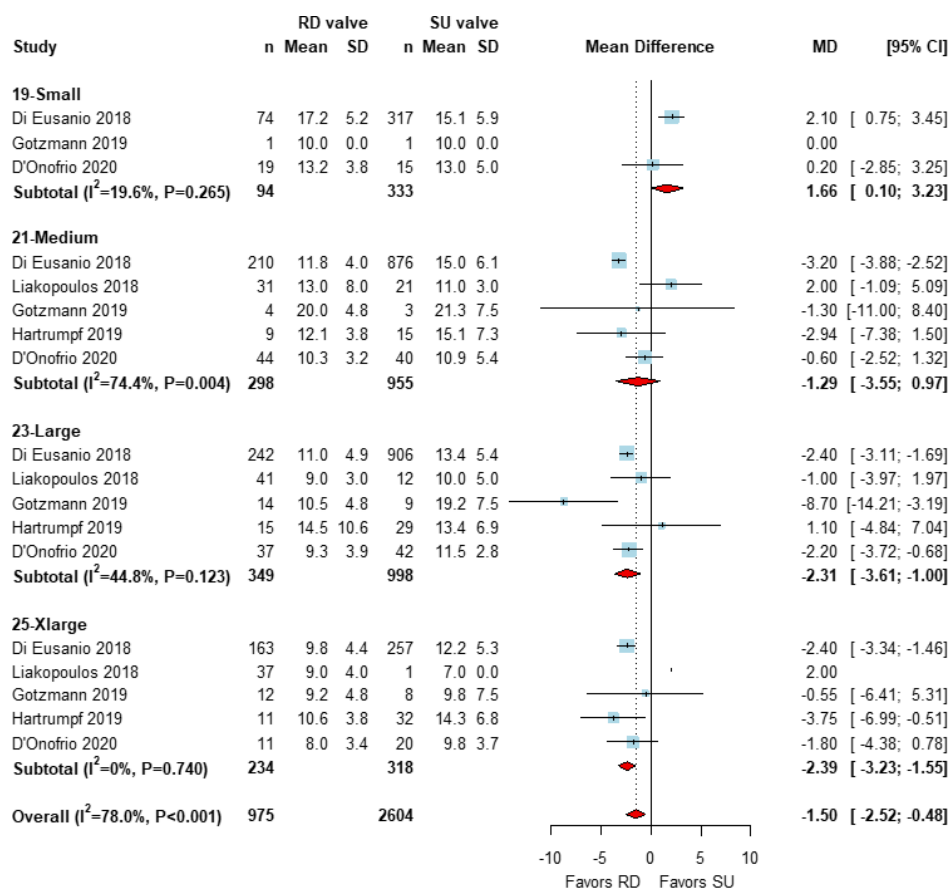 RD valve SU valve
Study n Mean SD n Mean SD Mean Difference MD [95% CI]
19-Small
Di Eusanio 2018 74 17.2 5.2 317 15.1 5.9 2.10 [ 0.75; 3.45]
Gotzmann 2019 1 10.0 0.0 1 10.0 0.0 0.00
D'Onofrio 2020 19 13.2 3.8 15 13.0 5.0 0.20 [ -2.85; 3.25]
Subtotal (I²=19.6%, P=0.265) 94 333 1.66 [ 0.10; 3.23]
21-Medium
Di Eusanio 2018 210 11.8 4.0 876 15.0 6.1 -3.20 [ -3.88; -2.52]
Liakopoulos 2018 31 13.0 8.0 21 11.0 3.0 2.00 [ -1.09; 5.09]
Gotzmann 2019 4 20.0 4.8 3 21.3 7.5 -1.30 [-11.00; 8.40]
Hartrumpf 2019 9 12.1 3.8 15 15.1 7.3 -2.94 [ -7.38; 1.50]
D'Onofrio 2020 44 10.3 3.2 40 10.9 5.4 -0.60 [ -2.52; 1.32]
Subtotal (I²=74.4%, P=0.004) 298 955 -1.29 [ -3.55; 0.97]
23-Large
Di Eusanio 2018 242 11.0 4.9 906 13.4 5.4 -2.40 [ -3.11; -1.69]
Liakopoulos 2018 41 9.0 3.0 12 10.0 5.0 -1.00 [ -3.97; 1.97]
Gotzmann 2019 14 10.5 4.8 9 19.2 7.5 -8.70 [-14.21; -3.19]
Hartrumpf 2019 15 14.5 10.6 29 13.4 6.9 1.10 [ -4.84; 7.04]
D'Onofrio 2020 37 9.3 3.9 42 11.5 2.8 -2.20 [ -3.72; -0.68]
Subtotal (I²=44.8%, P=0.123) 349 998 -2.31 [ -3.61; -1.00]
25-Xlarge
Di Eusanio 2018 163 9.8 4.4 257 12.2 5.3 -2.40 [ -3.34; -1.46]
Liakopoulos 2018 37 9.0 4.0 1 7.0 0.0 2.00
Gotzmann 2019 12 9.2 4.8 8 9.8 7.5 -0.55 [ -6.41; 5.31]
Hartrumpf 2019 11 10.6 3.8 32 14.3 6.8 -3.75 [ -6.99; -0.51]
D'Onofrio 2020 11 8.0 3.4 20 9.8 3.7 -1.80 [ -4.38; 0.78]
Subtotal (I²=0%, P=0.740) 234 318 -2.39 [ -3.23; -1.55]
Overall (I²=78.0%, P<0.001) 975 2604 -1.50 [ -2.52; -0.48]
-10 -5 0 5 10
Favors RD Favors SU